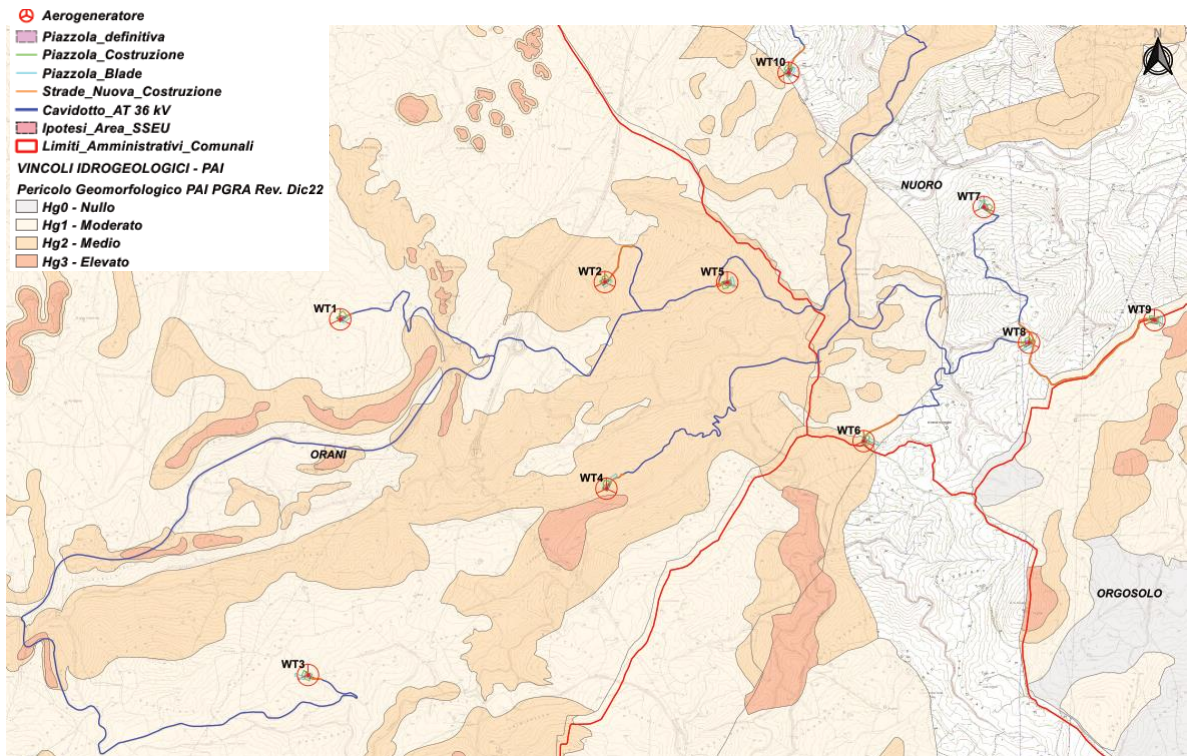 Aerogeneratore
Piazzola_definitiva
Piazzola_Costruzione
Piazzola_Blade
Strade_Nuova_Costruzione
Cavidotto_AT 36 kV
Ipotesi_Area_SSEU
Limiti_Amministrativi_Comunali
VINCOLI IDROGEOLOGICI - PAI
Pericolo Geomorfologico PAI PGRA Rev. Dic22
Hg0 - Nullo
Hg1 - Moderato
Hg2 - Medio
Hg3 - Elevato
N
WT10
NUORO
WT7
WT2
WT5
WT1
WT9
WT8
WT6
ORANI
WT4
ORGOSOLO
WT3